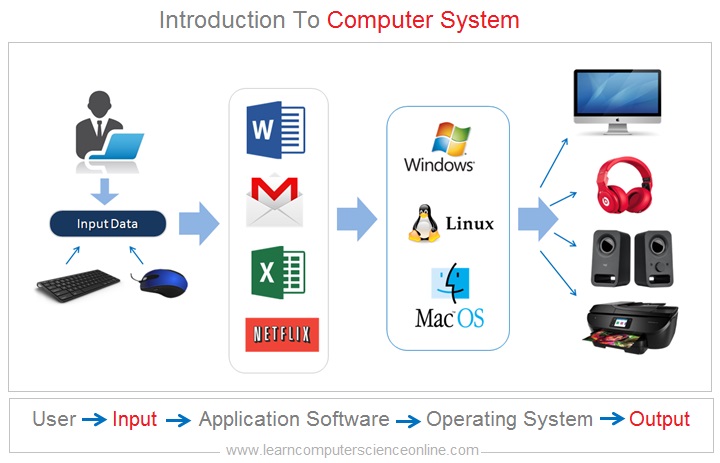 Introduction To Computer System
Input Data
W
X
NETFLIX
Windows
Linux
Mac OS
User
Input
Application Software
Operating System
Output
www.learncomputerscienceonline.com